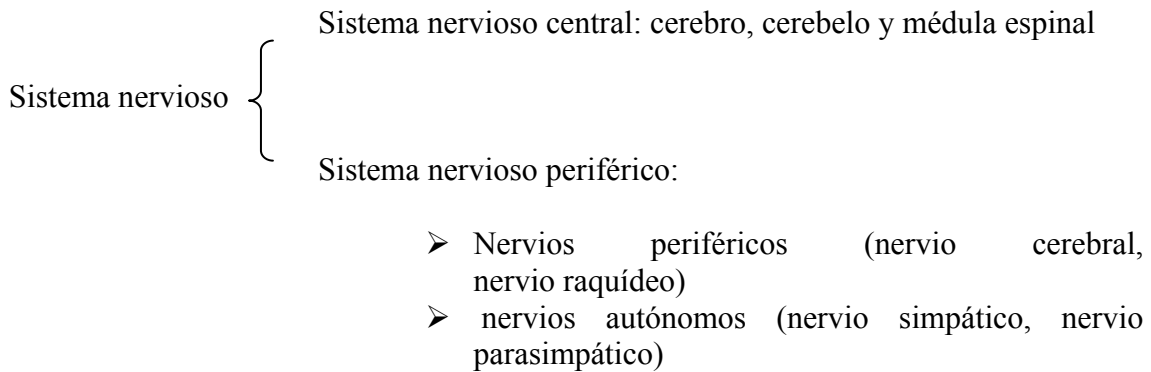 Sistema nervioso central: cerebro, cerebelo y médula espinal
Sistema nervioso
Sistema nervioso periférico:
➢ Nervios periféricos (nervio cerebral,
nervio raquídeo)
➢ nervios autónomos (nervio simpático, nervio
parasimpático)